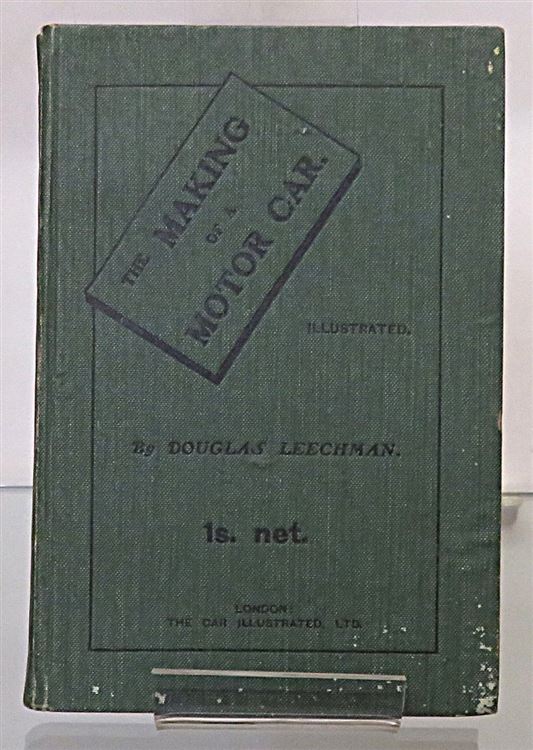 THE MAKING
OF A
MOTOR CAR.
ILLUSTRATED.
By DOUGLAS LEECHMAN.
1s. net.
LONDON:
THE CAR ILLUSTRATED, LTD.